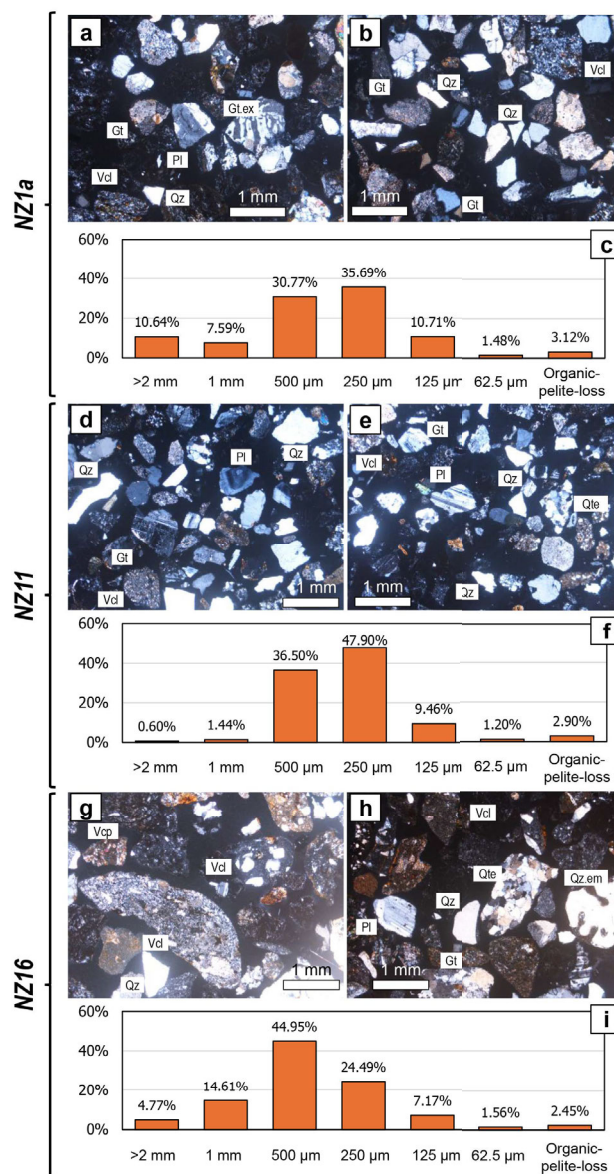 NZ1a
a
Gt.ex
Gt
Pl
Vcl
Qz
1 mm
b
Vcl
Gt
Qz
Qz
Gt
1 mm
c
60%
40%
20%
0%
10.64%
7.59%
30.77%
35.69%
10.71%
1.48%
3.12%
>2 mm 1 mm 500 µm 250 µm 125 µm 62.5 µm Organic-
pelite-loss
NZ11
d
Qz
Qz
Pl
Gt
Vcl
1 mm
e
Gt
Vcl
Pl
Qz
Qte
Qz
1 mm
f
60%
40%
20%
0%
0.60%
1.44%
36.50%
47.90%
9.46%
1.20%
2.90%
>2 mm 1 mm 500 µm 250 µm 125 µm 62.5 µm Organic-
pelite-loss
NZ16
g
Vcp
Vcl
Vcl
Qz
1 mm
h
Vcl
Qte
Qz.em
Qz
Pl
Gt
1 mm
i
60%
40%
20%
0%
4.77%
14.61%
44.95%
24.49%
7.17%
1.56%
2.45%
>2 mm 1 mm 500 µm 250 µm 125 µm 62.5 µm Organic-
pelite-loss